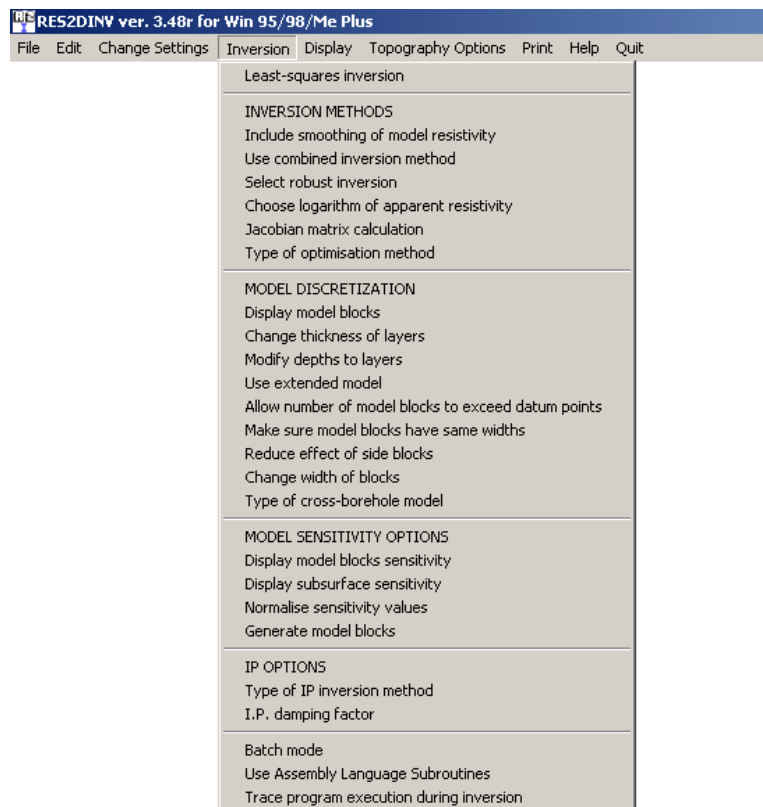 RES2DINV ver. 3.48r for Win 95/98/Me Plus
File Edit Change Settings Inversion Display Topography Options Print Help Quit
Least-squares inversion
INVERSION METHODS
Include smoothing of model resistivity
Use combined inversion method
Select robust inversion
Choose logarithm of apparent resistivity
Jacobian matrix calculation
Type of optimisation method
MODEL DISCRETIZATION
Display model blocks
Change thickness of layers
Modify depths to layers
Use extended model
Allow number of model blocks to exceed datum points
Make sure model blocks have same widths
Reduce effect of side blocks
Change width of blocks
Type of cross-borehole model
MODEL SENSITIVITY OPTIONS
Display model blocks sensitivity
Display subsurface sensitivity
Normalise sensitivity values
Generate model blocks
IP OPTIONS
Type of IP inversion method
I.P. damping factor
Batch mode
Use Assembly Language Subroutines
Trace program execution during inversion